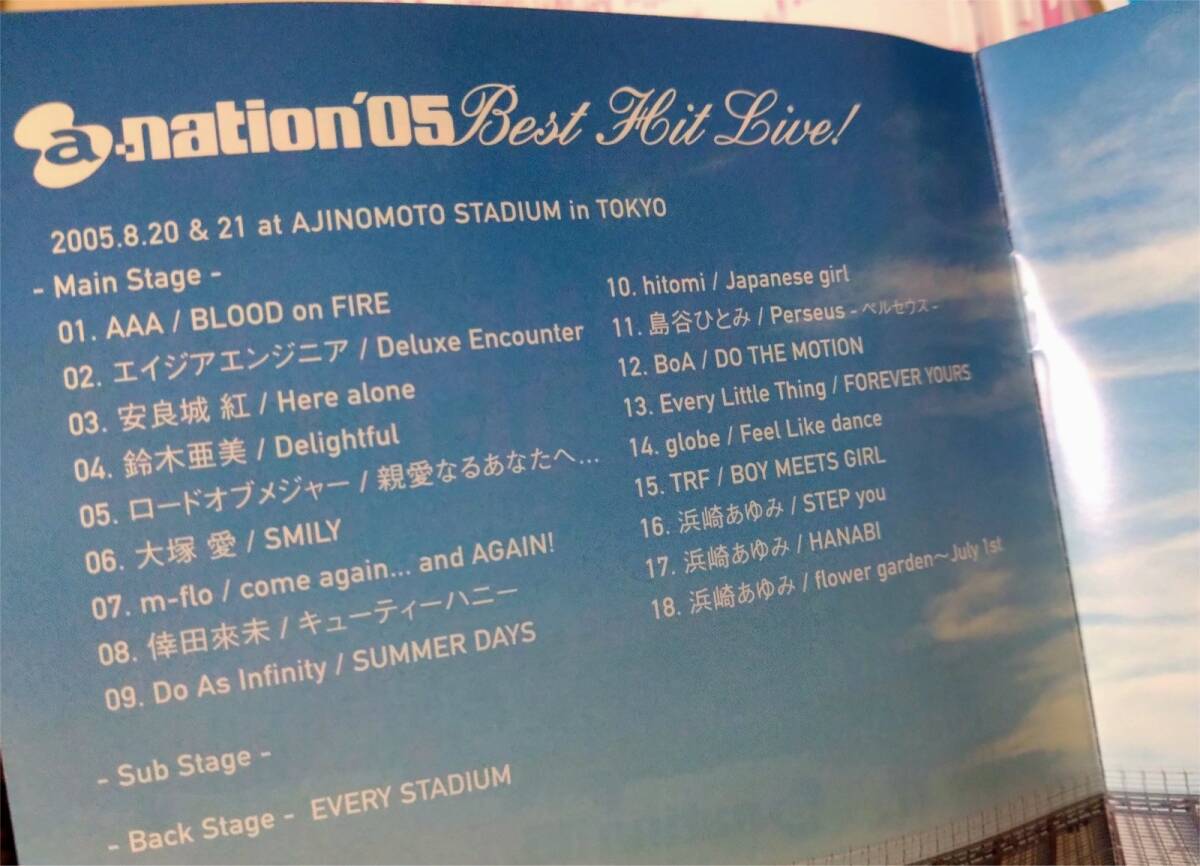 a-nation'05 Best Hit Live!
2005.8.20 & 21 at AJINOMOTO STADIUM in TOKYO
- Main Stage -
01. AAA / BLOOD on FIRE
02. エイジアエンジニア / Deluxe Encounter
03. 安良城 紅 / Here alone
04. 鈴木亜美 / Delightful
05. ロードオブメジャー / 親愛なるあなたへ…
06. 大塚 愛 / SMILY
07. m-flo / come again... and AGAIN!
08. 倖田來未 / キューティーハニー
09. Do As Infinity / SUMMER DAYS
10. hitomi / Japanese girl
11. 島谷ひとみ / Perseus - ペルセウス -
12. BoA / DO THE MOTION
13. Every Little Thing / FOREVER YOURS
14. globe / Feel Like dance
15. TRF / BOY MEETS GIRL
16. 浜崎あゆみ / STEP you
17. 浜崎あゆみ / HANABI
18. 浜崎あゆみ / flower garden〜July 1st
- Sub Stage -
- Back Stage - EVERY STADIUM